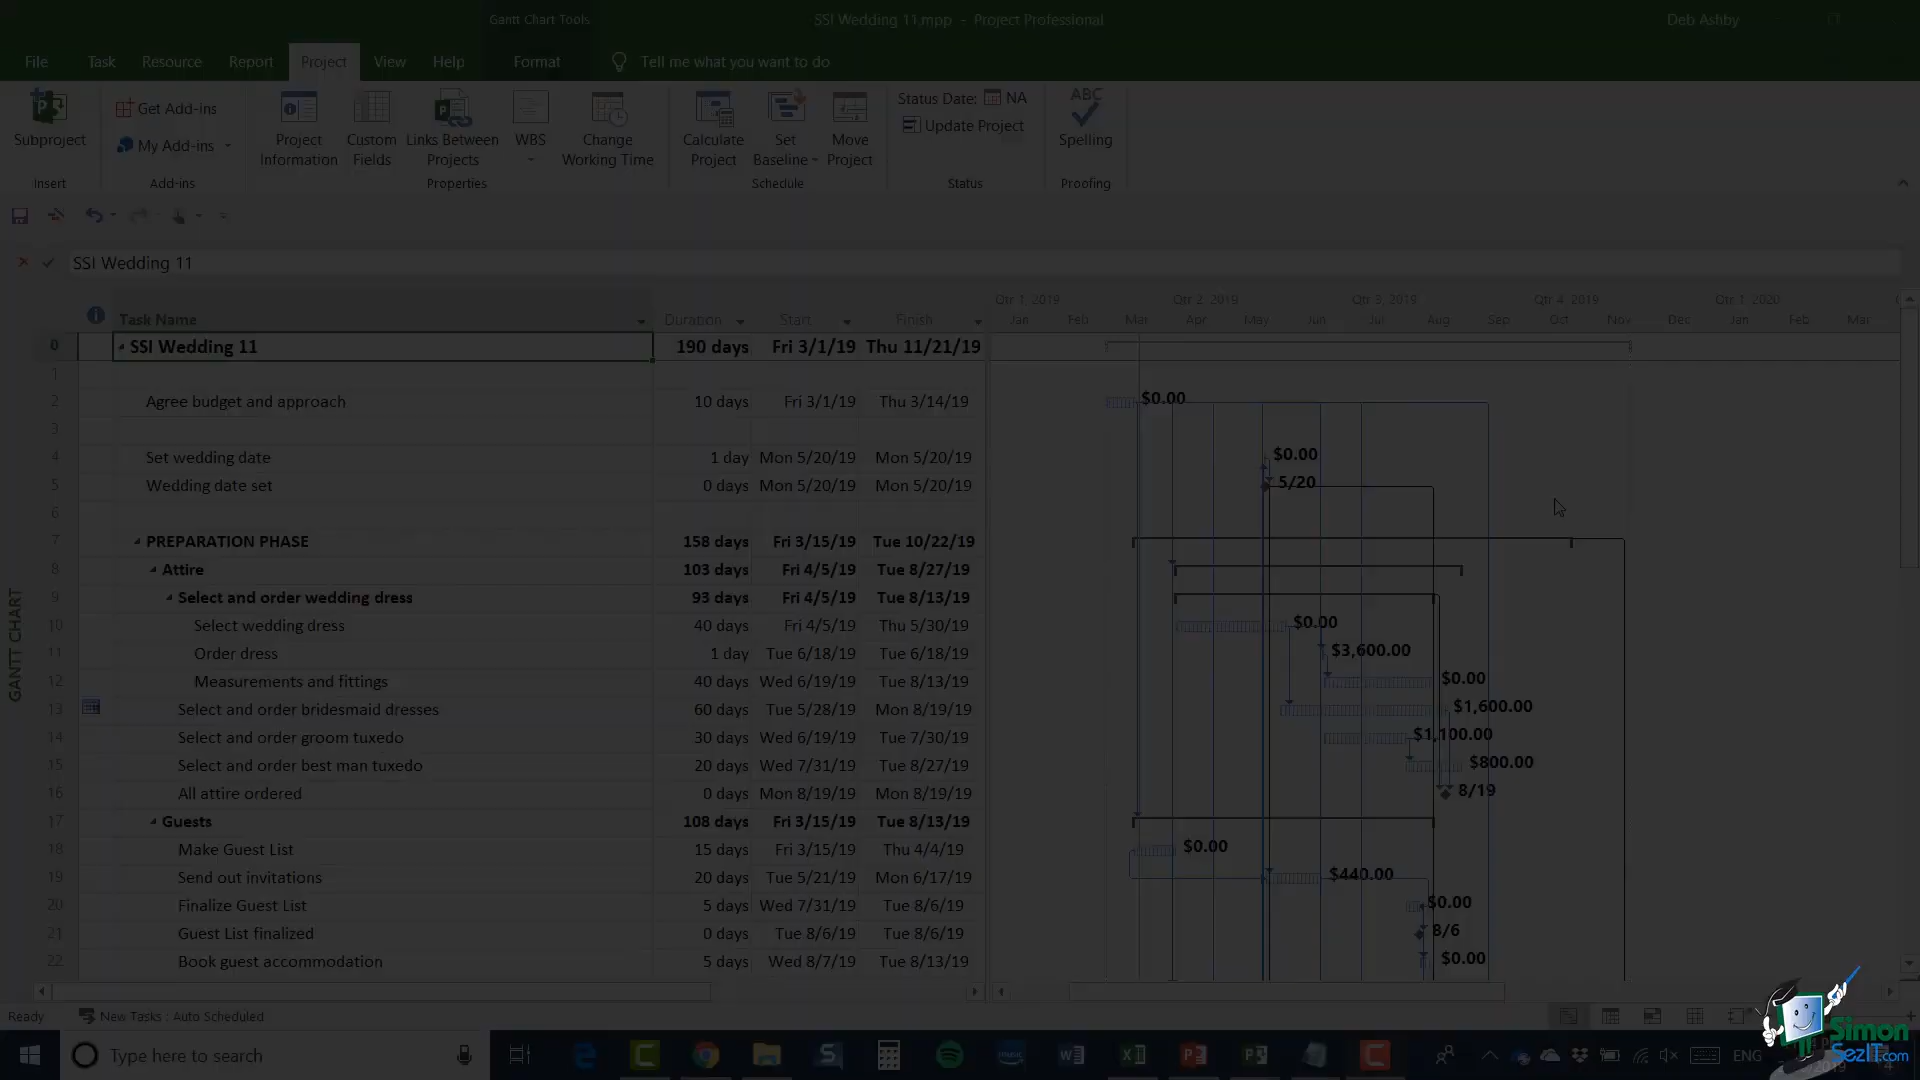 Gantt Chart Tools
SSI Wedding 11.mpp - Project Professional
Deb Ashby
File Task Resource Report Project View Help Format Tell me what you want to do
Subproject
Get Add-ins
My Add-ins
Project Information
Custom Fields
Links Between Projects
WBS
Change Working Time
Calculate Project
Set Baseline
Move Project
Status Date: NA
Update Project
ABC
Spelling
Insert Add-ins Properties Schedule Status Proofing
SSI Wedding 11
Qtr 1, 2019 Qtr 2, 2019 Qtr 3, 2019 Qtr 4, 2019 Qtr 1, 2020
Task Name Duration Start Finish Jan Feb Mar Apr May Jun Jul Aug Sep Oct Nov Dec Jan Feb Mar
0 SSI Wedding 11 190 days Fri 3/1/19 Thu 11/21/19
1
2 Agree budget and approach 10 days Fri 3/1/19 Thu 3/14/19 $0.00
3
4 Set wedding date 1 day Mon 5/20/19 Mon 5/20/19 $0.00
5 Wedding date set 0 days Mon 5/20/19 Mon 5/20/19 5/20
6
7 PREPARATION PHASE 158 days Fri 3/15/19 Tue 10/22/19
8 Attire 103 days Fri 4/5/19 Tue 8/27/19
9 Select and order wedding dress 93 days Fri 4/5/19 Tue 8/13/19
10 Select wedding dress 40 days Fri 4/5/19 Thu 5/30/19 $0.00
11 Order dress 1 day Tue 6/18/19 Tue 6/18/19 $3,600.00
12 Measurements and fittings 40 days Wed 6/19/19 Tue 8/13/19 $0.00
13 Select and order bridesmaid dresses 60 days Tue 5/28/19 Mon 8/19/19 $1,600.00
14 Select and order groom tuxedo 30 days Wed 6/19/19 Tue 7/30/19 $1,100.00
15 Select and order best man tuxedo 20 days Wed 7/31/19 Tue 8/27/19 $800.00
16 All attire ordered 0 days Mon 8/19/19 Mon 8/19/19 8/19
17 Guests 108 days Fri 3/15/19 Tue 8/13/19
18 Make Guest List 15 days Fri 3/15/19 Thu 4/4/19 $0.00
19 Send out invitations 20 days Tue 5/21/19 Mon 6/17/19 $440.00
20 Finalize Guest List 5 days Wed 7/31/19 Tue 8/6/19 $0.00
21 Guest List finalized 0 days Tue 8/6/19 Tue 8/6/19 8/6
22 Book guest accommodation 5 days Wed 8/7/19 Tue 8/13/19 $0.00
GANTT CHART
Ready New Tasks : Auto Scheduled
Type here to search
music
ENG
Simon
SezIT.com